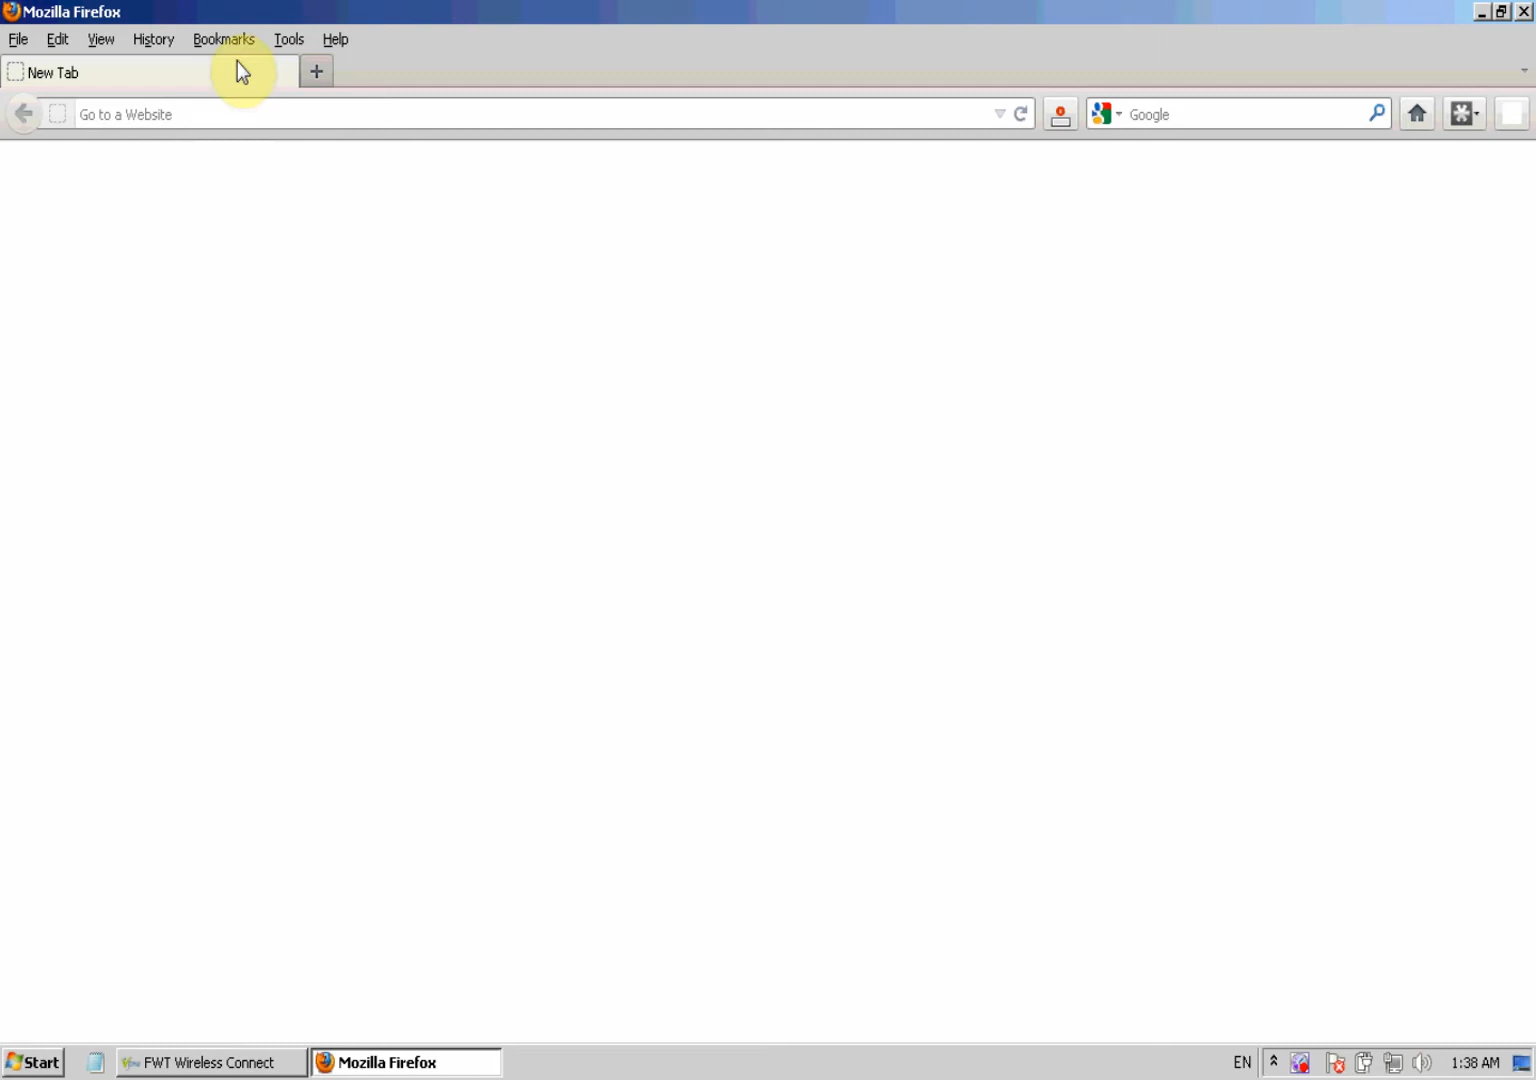 Mozilla Firefox
File Edit View History Bookmarks Tools Help
New Tab
Go to a Website
Google
Start
FWT Wireless Connect
Mozilla Firefox
EN
1:38 AM